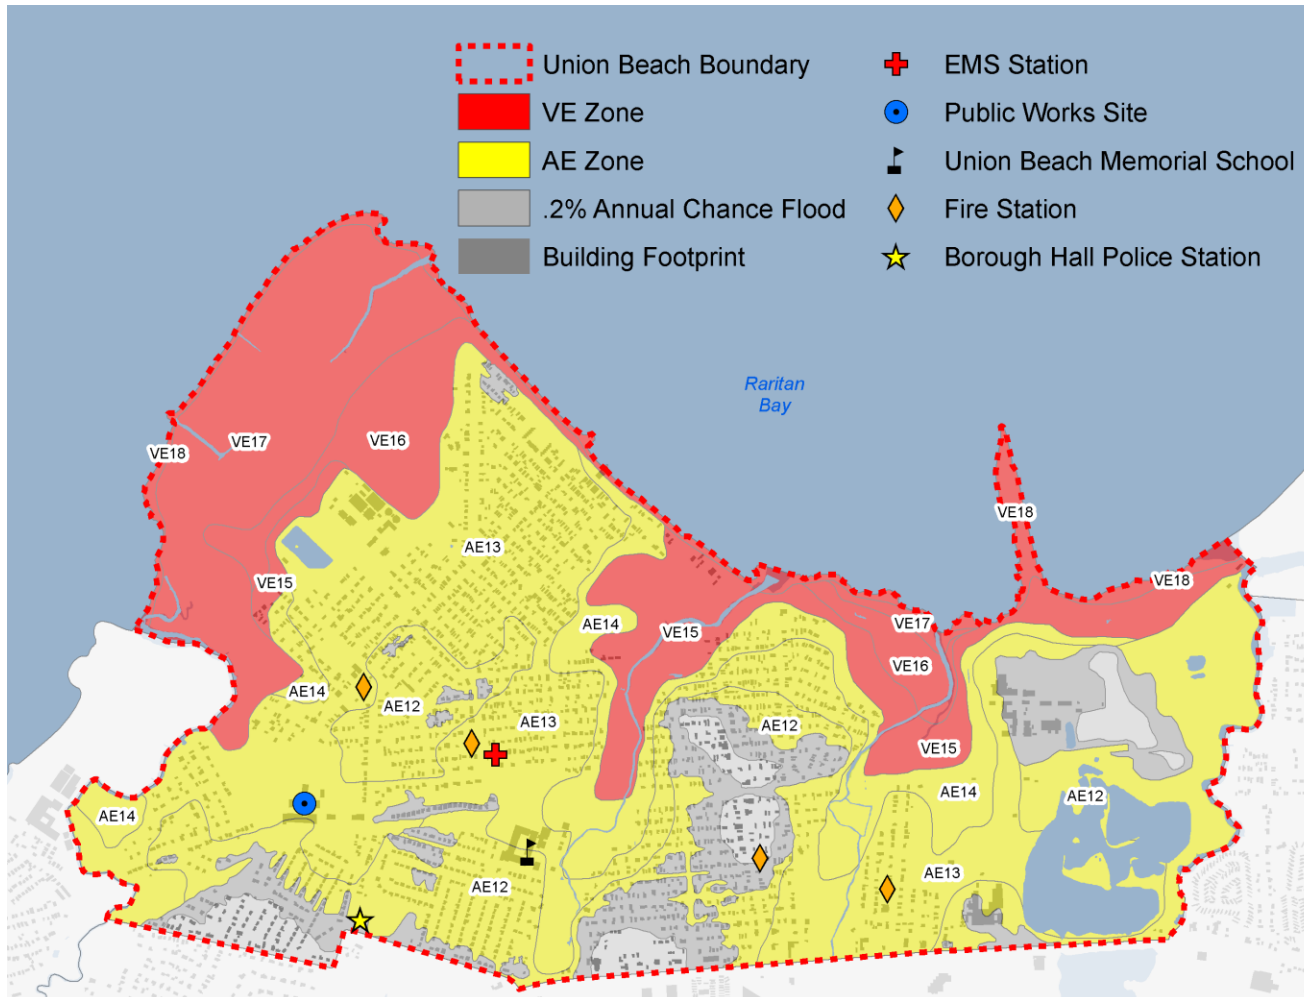 Union Beach Boundary
VE Zone
AE Zone
.2% Annual Chance Flood
Building Footprint
EMS Station
Public Works Site
Union Beach Memorial School
Fire Station
Borough Hall Police Station
Raritan
Bay
VE18
VE17
VE16
VE18
AE13
VE15
VE18
AE14
VE15
VE17
VE16
AE14
AE12
AE13
AE12
VE15
AE14
AE12
AE14
AE13
AE12